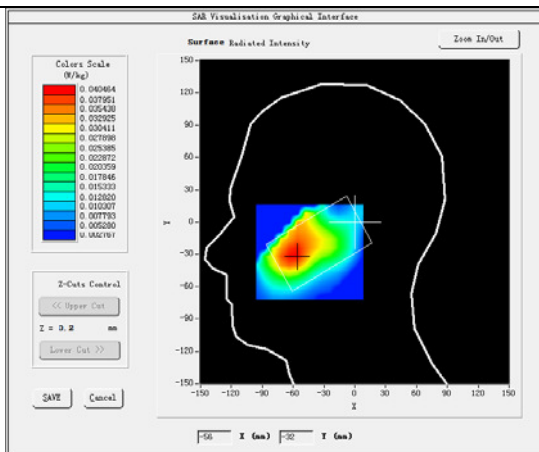 SAR Visualisation Graphical Interface
Surface Radiated Intensity
Zoom In/Out
Colors Scale
(W/kg)
0.040464
0.037951
0.035438
0.032925
0.030411
0.027898
0.025385
0.022872
0.020359
0.017846
0.015333
0.012820
0.010307
0.007793
0.005280
0.002767
Z-Cuts Control
<< Upper Cut
Z = 3.2 mm
Lower Cut >>
SAVE
Cancel
150
120
90
60
30
0
-30
-60
-90
-120
-150
Y
-150 -120 -90 -60 -30 0 30 60 90 120 150
X
-56 X (mm) -32 Y (mm)